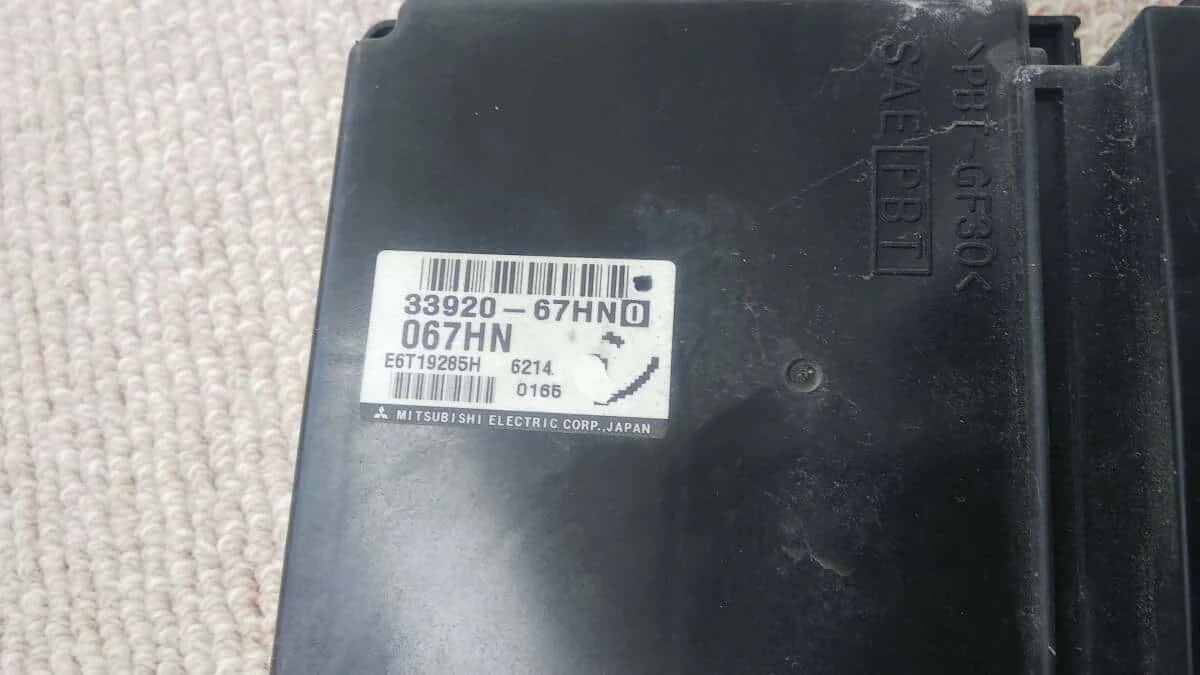 33920-67HN0
067HN
E6T19285H 6214
0165
MITSUBISHI ELECTRIC CORP.,JAPAN
>PBT-GF30<
SAE PBT